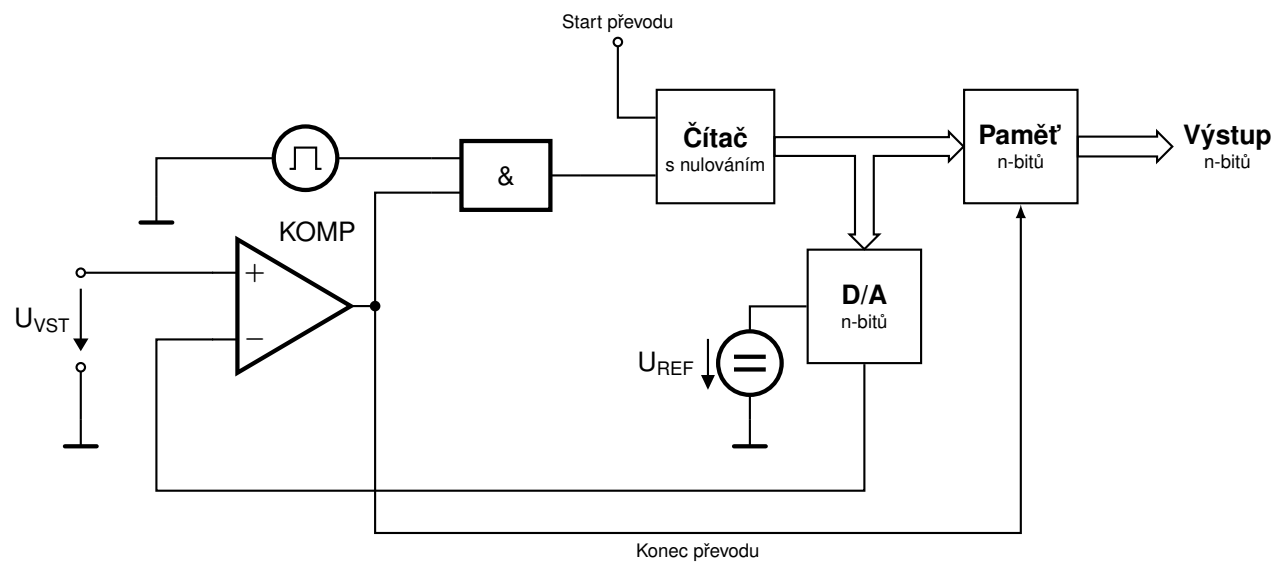 Start převodu
Čítač
s nulováním
Paměť
n-bitů
Výstup
n-bitů
&
KOMP
+
−
U_VST
D/A
n-bitů
U_REF
Konec převodu